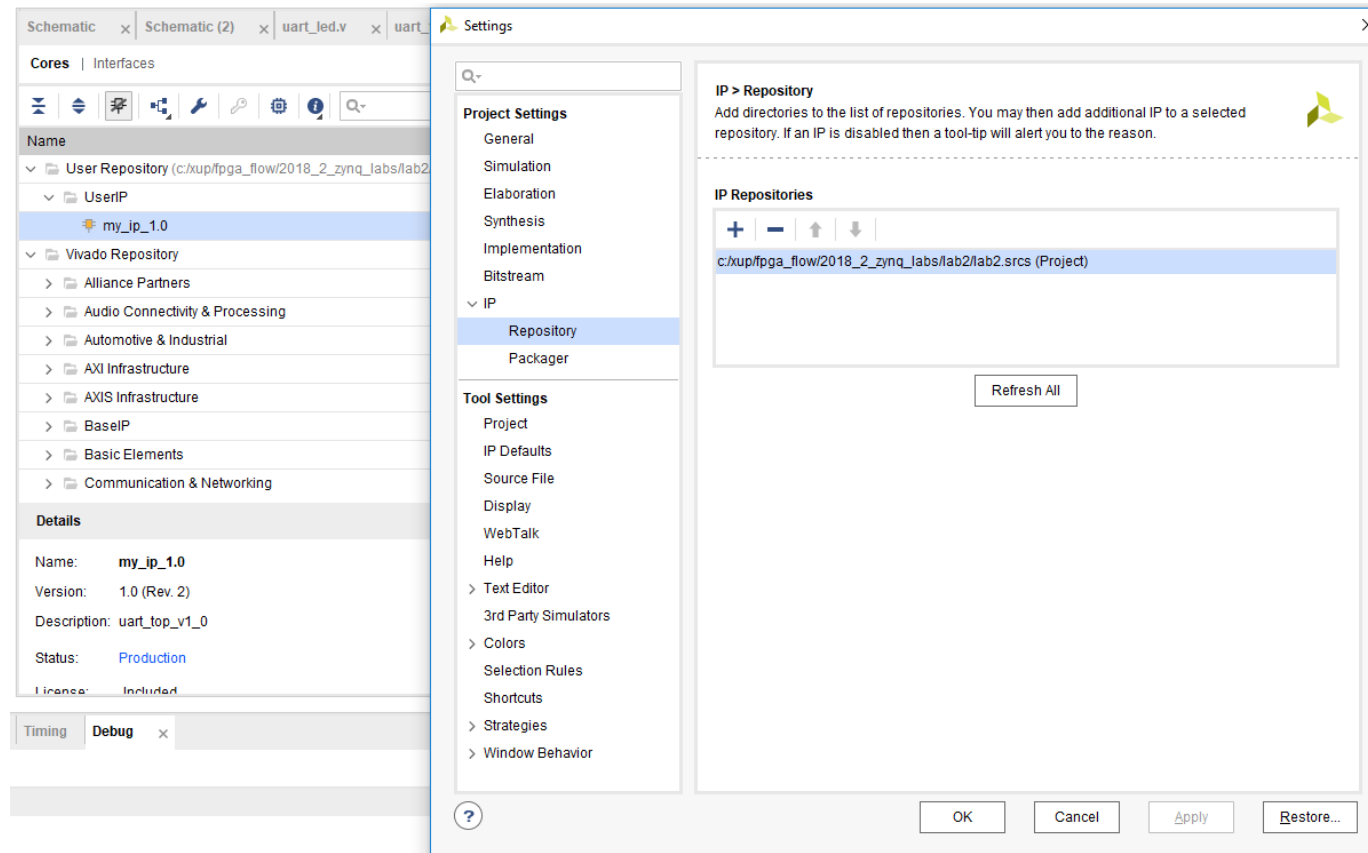 Schematic
Schematic (2)
uart_led.v
uart_
Cores | Interfaces
Name
User Repository (c:/xup/fpga_flow/2018_2_zynq_labs/lab2
UserIP
my_ip_1.0
Vivado Repository
Alliance Partners
Audio Connectivity & Processing
Automotive & Industrial
AXI Infrastructure
AXIS Infrastructure
BaseIP
Basic Elements
Communication & Networking
Details
Name: my_ip_1.0
Version: 1.0 (Rev. 2)
Description: uart_top_v1_0
Status: Production
License: Included
Timing
Debug
Settings
Project Settings
General
Simulation
Elaboration
Synthesis
Implementation
Bitstream
IP
Repository
Packager
Tool Settings
Project
IP Defaults
Source File
Display
WebTalk
Help
Text Editor
3rd Party Simulators
Colors
Selection Rules
Shortcuts
Strategies
Window Behavior
IP > Repository
Add directories to the list of repositories. You may then add additional IP to a selected
repository. If an IP is disabled then a tool-tip will alert you to the reason.
IP Repositories
c:/xup/fpga_flow/2018_2_zynq_labs/lab2/lab2.srcs (Project)
Refresh All
?
OK
Cancel
Apply
Restore...